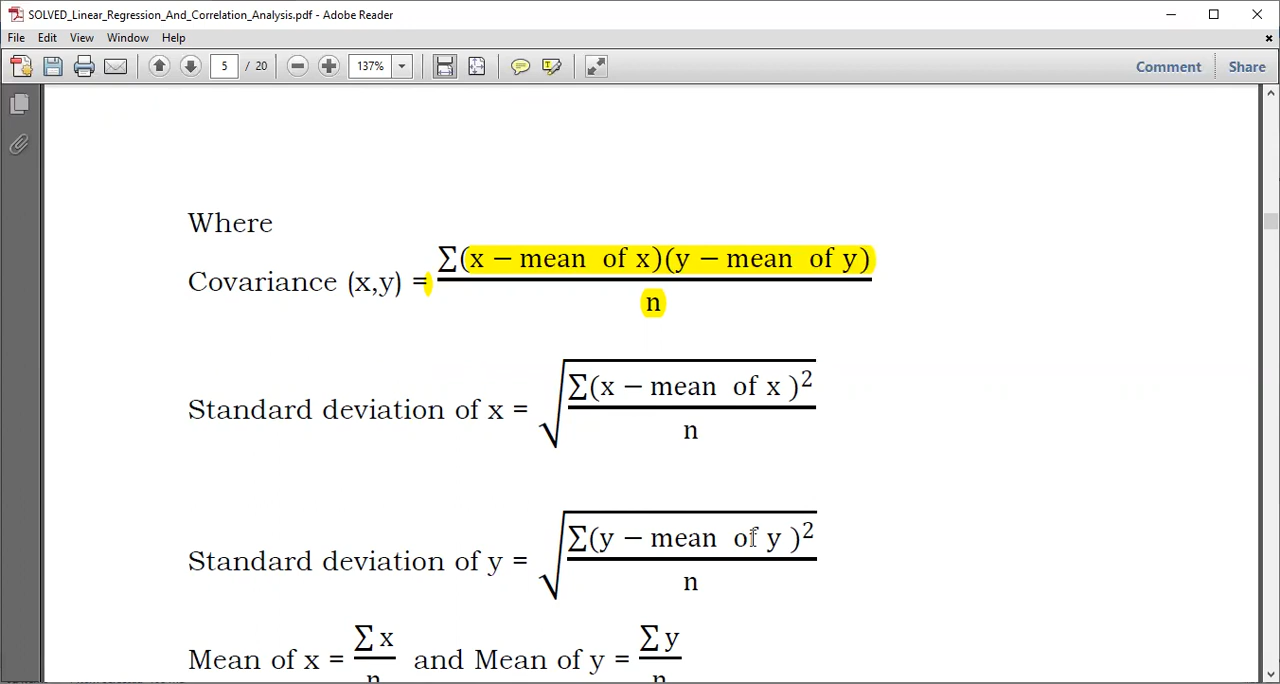 SOLVED_Linear_Regression_And_Correlation_Analysis.pdf - Adobe Reader
File Edit View Window Help
5 / 20 137% Comment Share
Where
Covariance (x,y) = ∑(x − mean of x)(y − mean of y)
n
Standard deviation of x = √ ∑(x − mean of x )²
n
Standard deviation of y = √ ∑(y − mean of y )²
n
Mean of x = ∑ x and Mean of y = ∑ y
n n